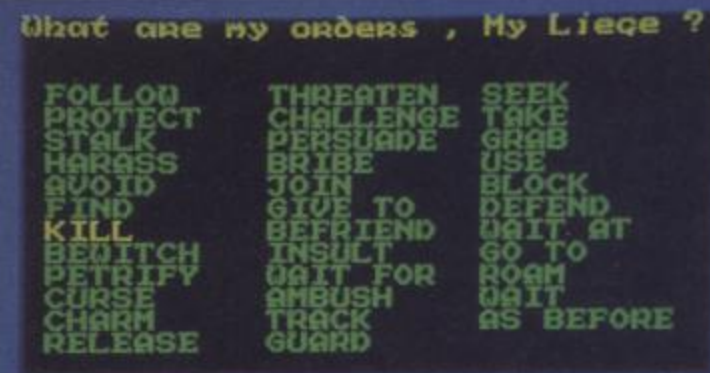 What are my orders , My Liege ?
FOLLOW THREATEN SEEK
PROTECT CHALLENGE TAKE
STALK PERSUADE GRAB
HARASS BRIBE USE
AVOID JOIN BLOCK
FIND GIVE TO DEFEND
KILL BEFRIEND WAIT AT
BEWITCH INSULT GO TO
PETRIFY WAIT FOR ROAM
CURSE AMBUSH WAIT
CHARM TRACK AS BEFORE
RELEASE GUARD